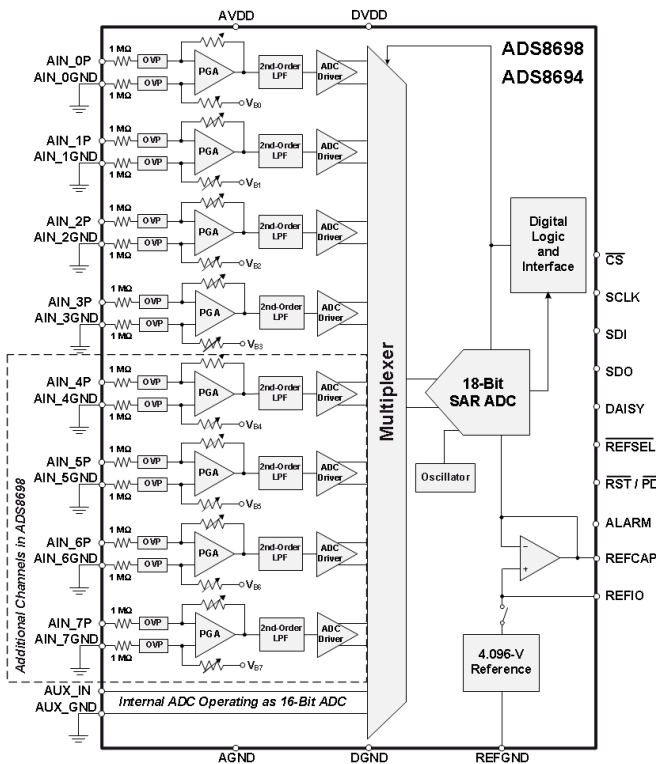 AVDD
DVDD
ADS8698
ADS8694
AIN_0P
AIN_0GND
1 MΩ
OVP
1 MΩ
OVP
PGA
VB0
2nd-Order
LPF
ADC
Driver
AIN_1P
AIN_1GND
1 MΩ
OVP
1 MΩ
OVP
PGA
VB1
2nd-Order
LPF
ADC
Driver
AIN_2P
AIN_2GND
1 MΩ
OVP
1 MΩ
OVP
PGA
VB2
2nd-Order
LPF
ADC
Driver
AIN_3P
AIN_3GND
1 MΩ
OVP
1 MΩ
OVP
PGA
VB3
2nd-Order
LPF
ADC
Driver
Additional Channels in ADS8698
AIN_4P
AIN_4GND
1 MΩ
OVP
1 MΩ
OVP
PGA
VB4
2nd-Order
LPF
ADC
Driver
AIN_5P
AIN_5GND
1 MΩ
OVP
1 MΩ
OVP
PGA
VB5
2nd-Order
LPF
ADC
Driver
AIN_6P
AIN_6GND
1 MΩ
OVP
1 MΩ
OVP
PGA
VB6
2nd-Order
LPF
ADC
Driver
AIN_7P
AIN_7GND
1 MΩ
OVP
1 MΩ
OVP
PGA
VB7
2nd-Order
LPF
ADC
Driver
AUX_IN
AUX_GND
Internal ADC Operating as 16-Bit ADC
Multiplexer
Digital
Logic
and
Interface
18-Bit
SAR ADC
Oscillator
4.096-V
Reference
CS
SCLK
SDI
SDO
DAISY
REFSEL
RST / PD
ALARM
REFCAP
REFIO
AGND
DGND
REFGND